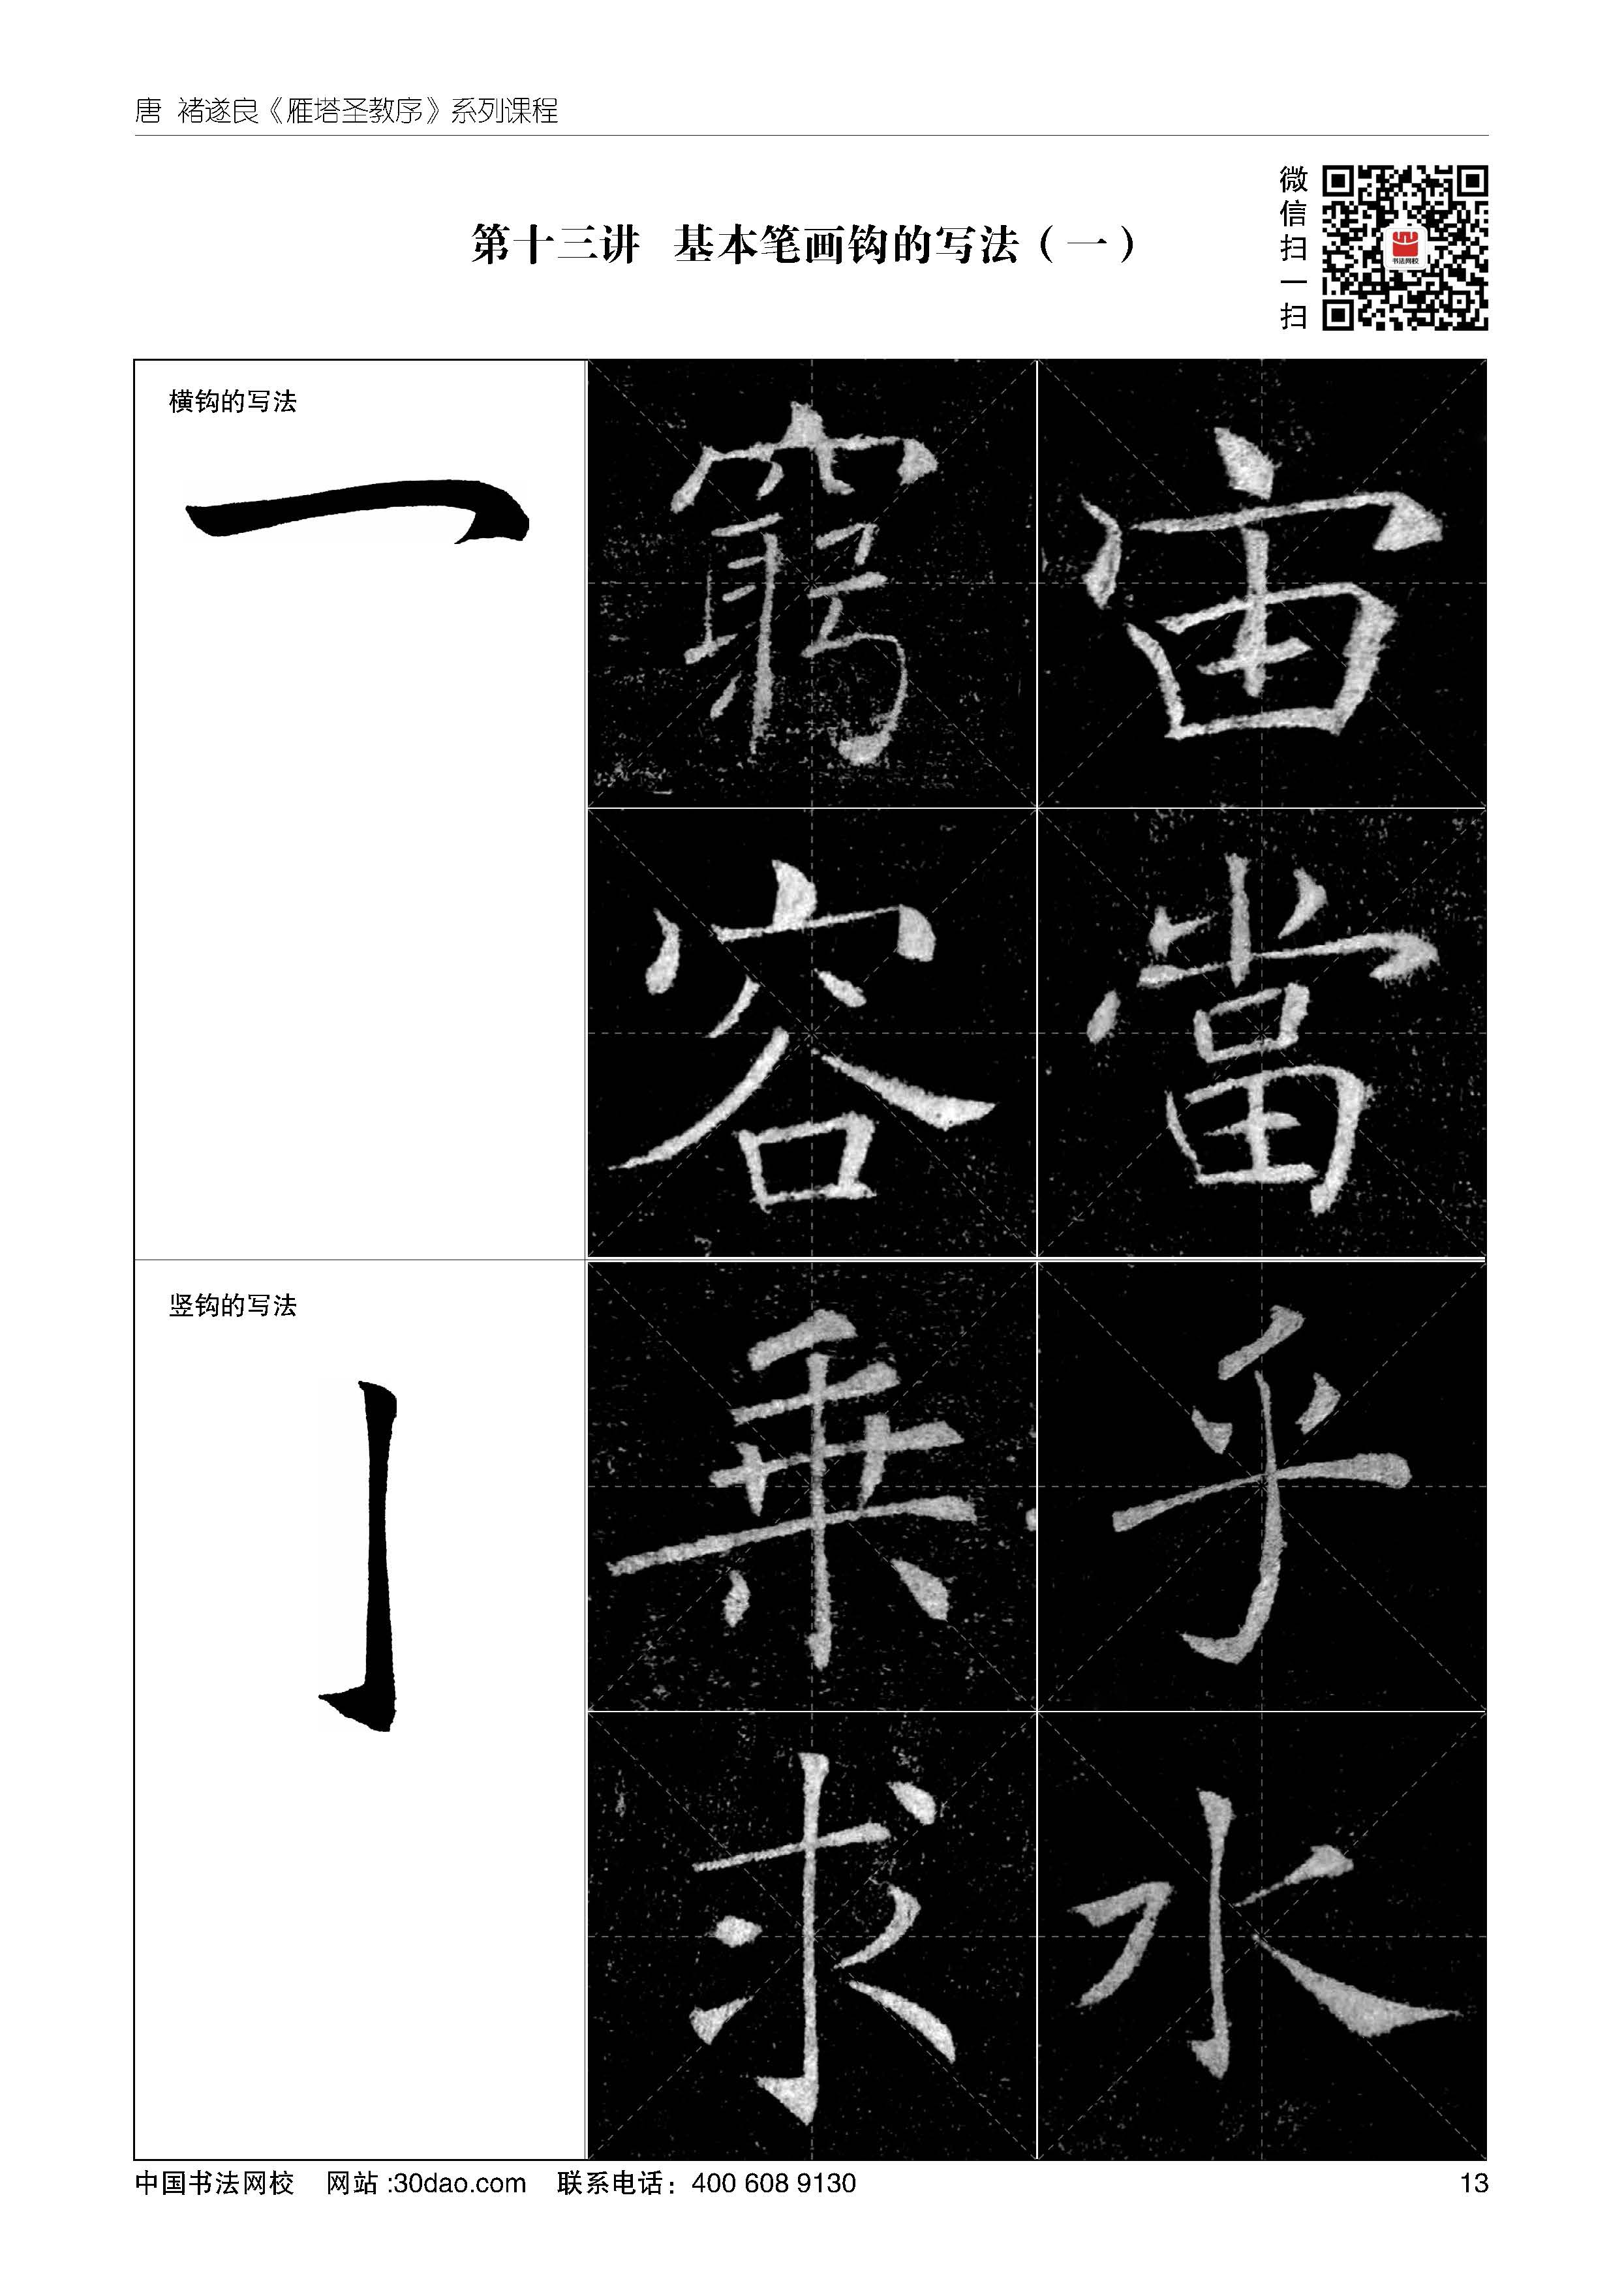 唐 褚遂良《雁塔圣教序》系列课程
第十三讲 基本笔画钩的写法（一）
微信扫一扫
书法网校
横钩的写法
一
窮 宙
容 當
竖钩的写法
亅
乗 乎
求 水
中国书法网校 网站 :30dao.com 联系电话：400 608 9130
13